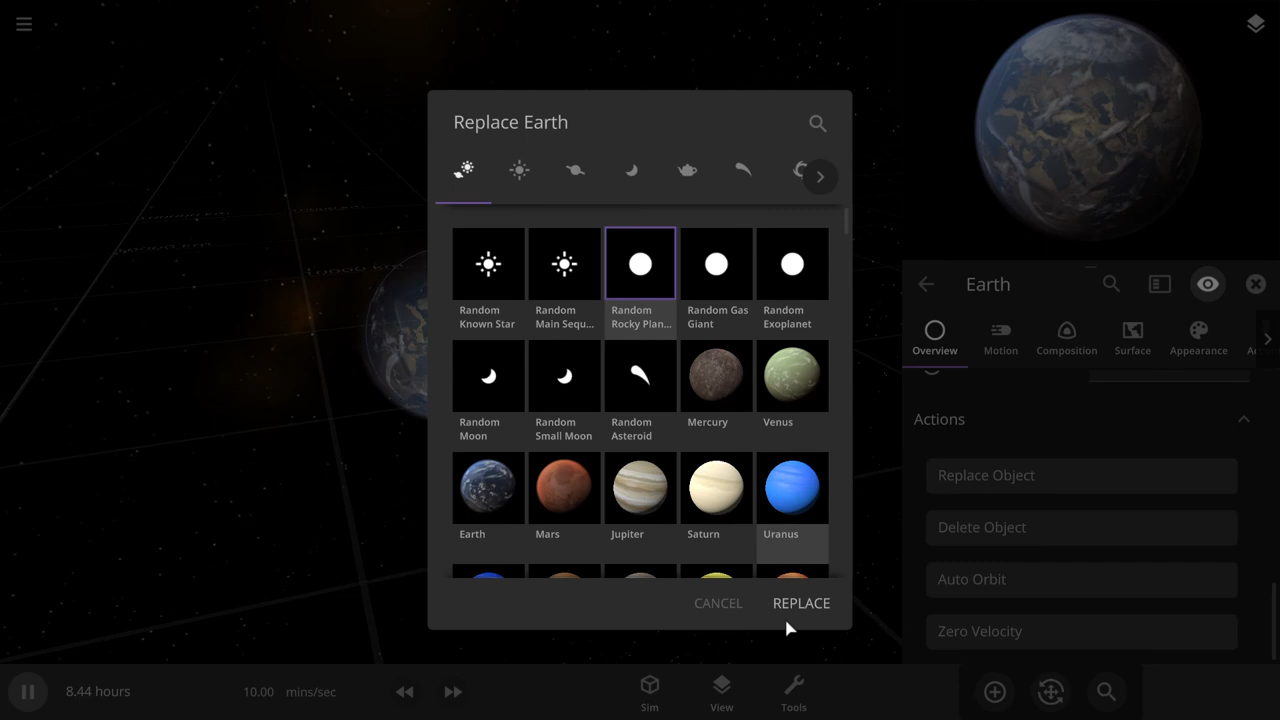 Replace Earth
Random
Known Star
Random
Main Sequ...
Random
Rocky Plan...
Random Gas
Giant
Random
Exoplanet
Random
Moon
Random
Small Moon
Random
Asteroid
Mercury
Venus
Earth
Mars
Jupiter
Saturn
Uranus
CANCEL
REPLACE
Earth
Overview
Motion
Composition
Surface
Appearance
Actions
Replace Object
Delete Object
Auto Orbit
Zero Velocity
8.44 hours
10.00 mins/sec
Sim
View
Tools